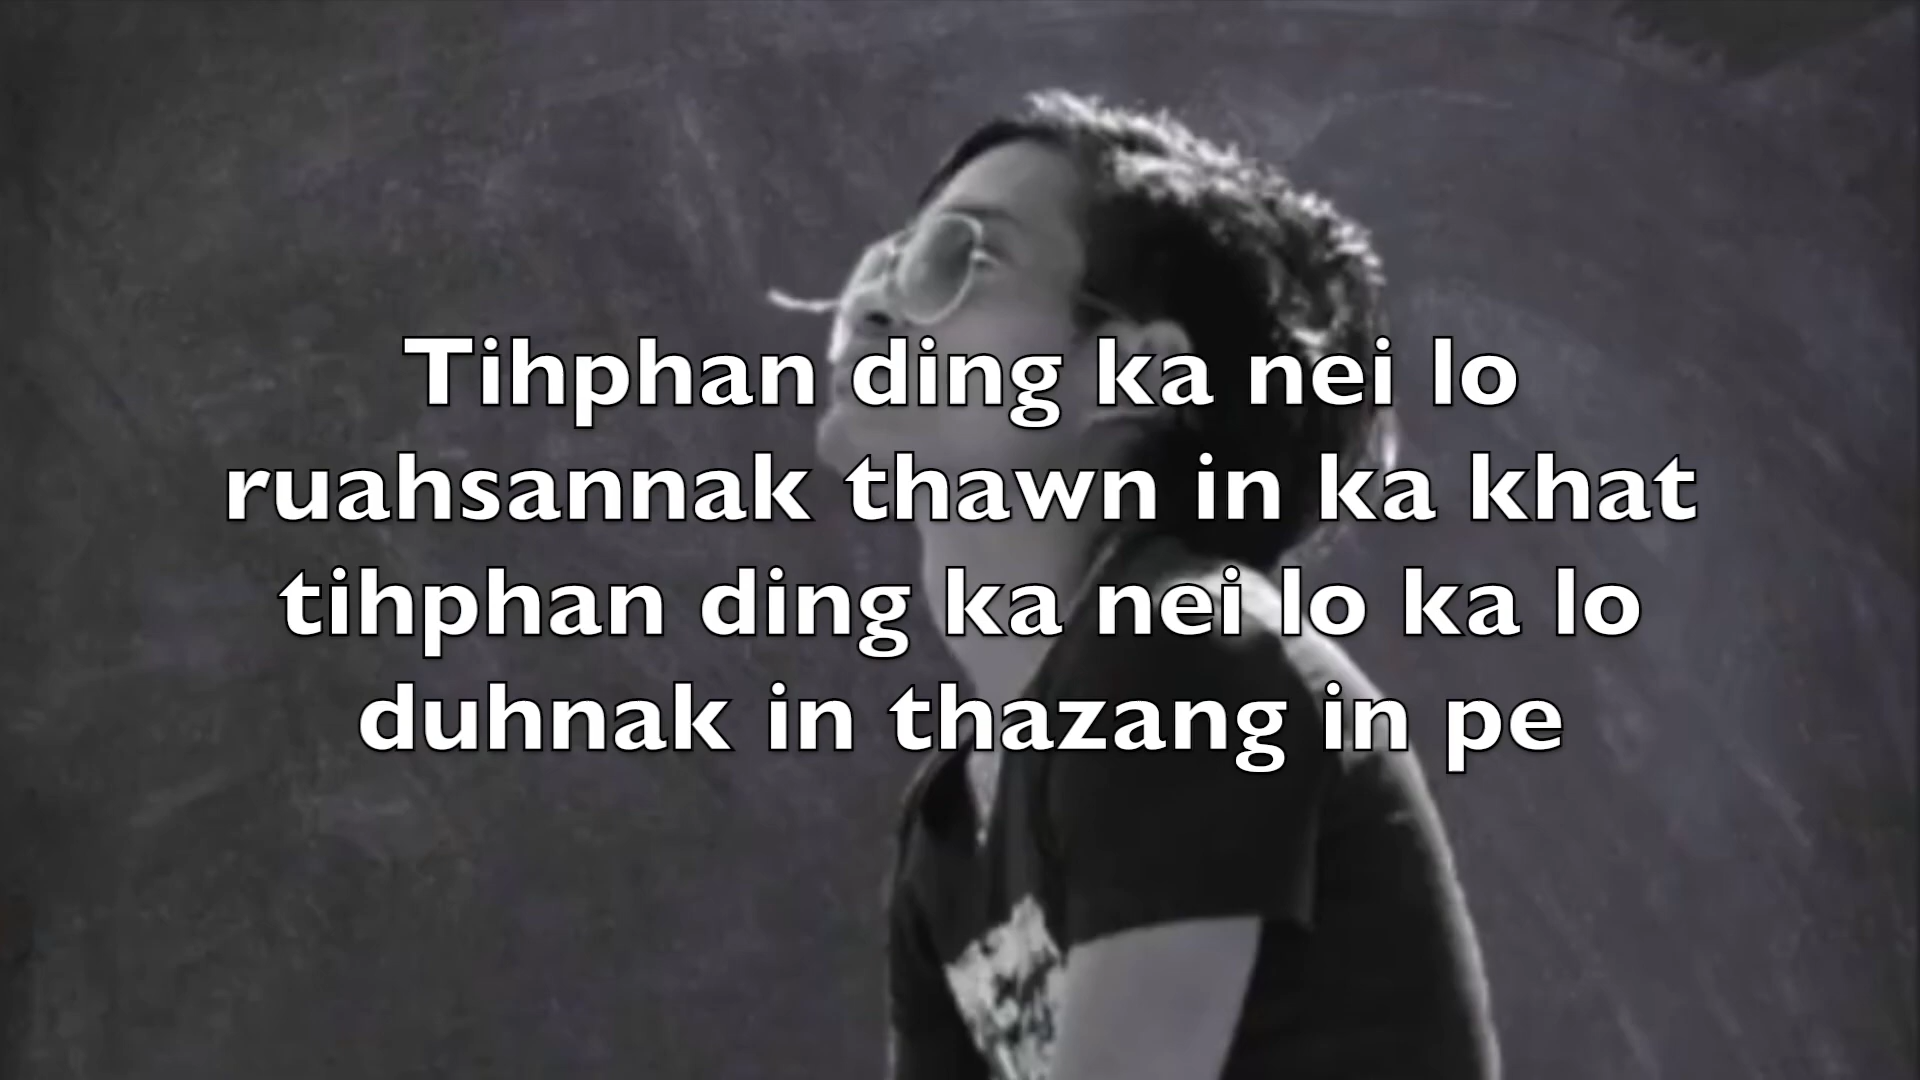 Tihphan ding ka nei lo
ruahsannak thawn in ka khat
tihphan ding ka nei lo ka lo
duhnak in thazang in pe